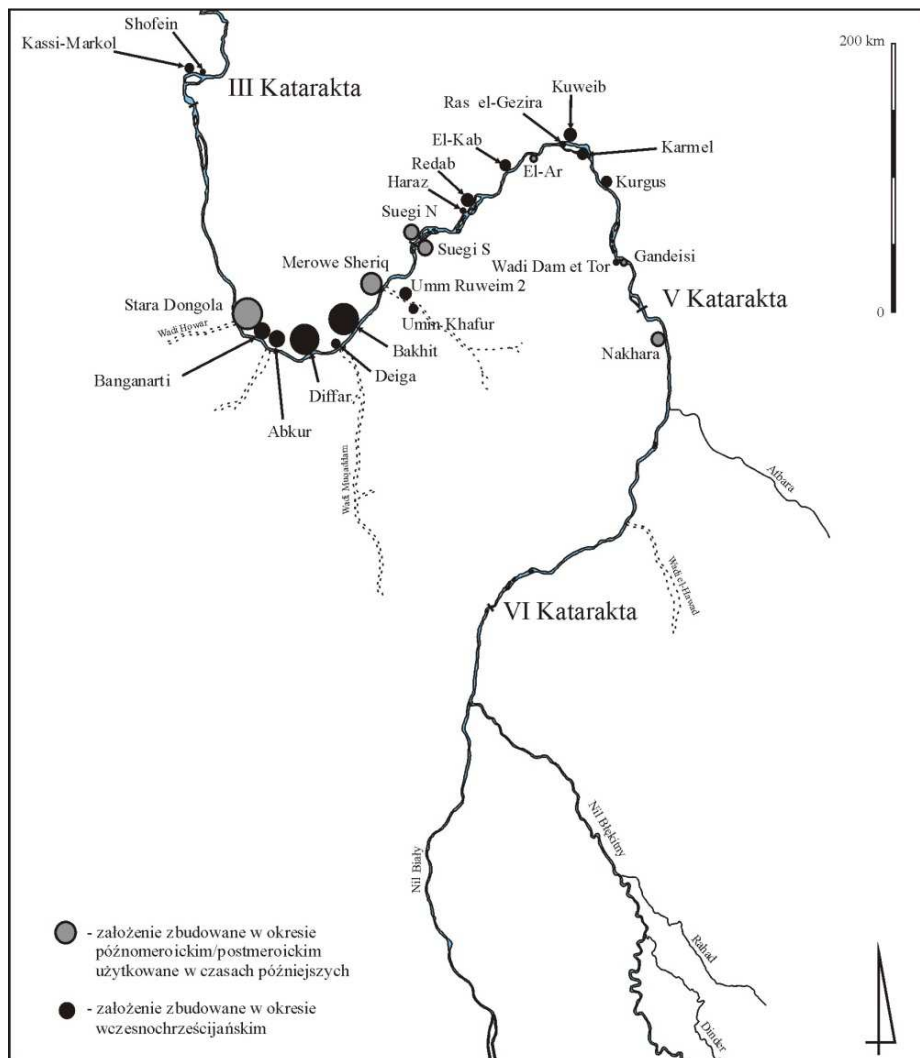 Shofein
200 km
Kassi-Markol
III Katarakta
Kuweib
Ras el-Gezira
El-Kab
Karmel
Redab
El-Ar
Haraz
Kurgus
Suegi N
Suegi S
Merowe Sheriq
Wadi Dam et Tor
Gandeisi
Umm Ruweim 2
V Katarakta
Stara Dongola
0
Wadi Howar
Umm-Khafur
Bakhit
Nakhara
Banganarti
Deiga
Diffar
Abkur
Wadi Muqaddam
Atbara
Wadi el-Hawad
VI Katarakta
Nil Błękitny
Nil Biały
- założenie zbudowane w okresie
późnomeroickim/postmeroickim
użytkowane w czasach późniejszych
Rahad
- założenie zbudowane w okresie
wczesnochrześcijańskim
Dinder